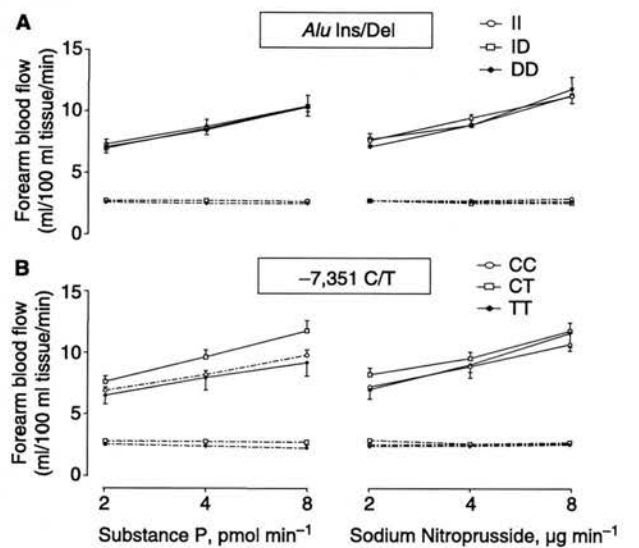 A
Alu Ins/Del
II
ID
DD
Forearm blood flow
(ml/100 ml tissue/min)
15
10
5
0
B
−7,351 C/T
CC
CT
TT
Forearm blood flow
(ml/100 ml tissue/min)
15
10
5
0
2 4 8 2 4 8
Substance P, pmol min⁻¹ Sodium Nitroprusside, µg min⁻¹